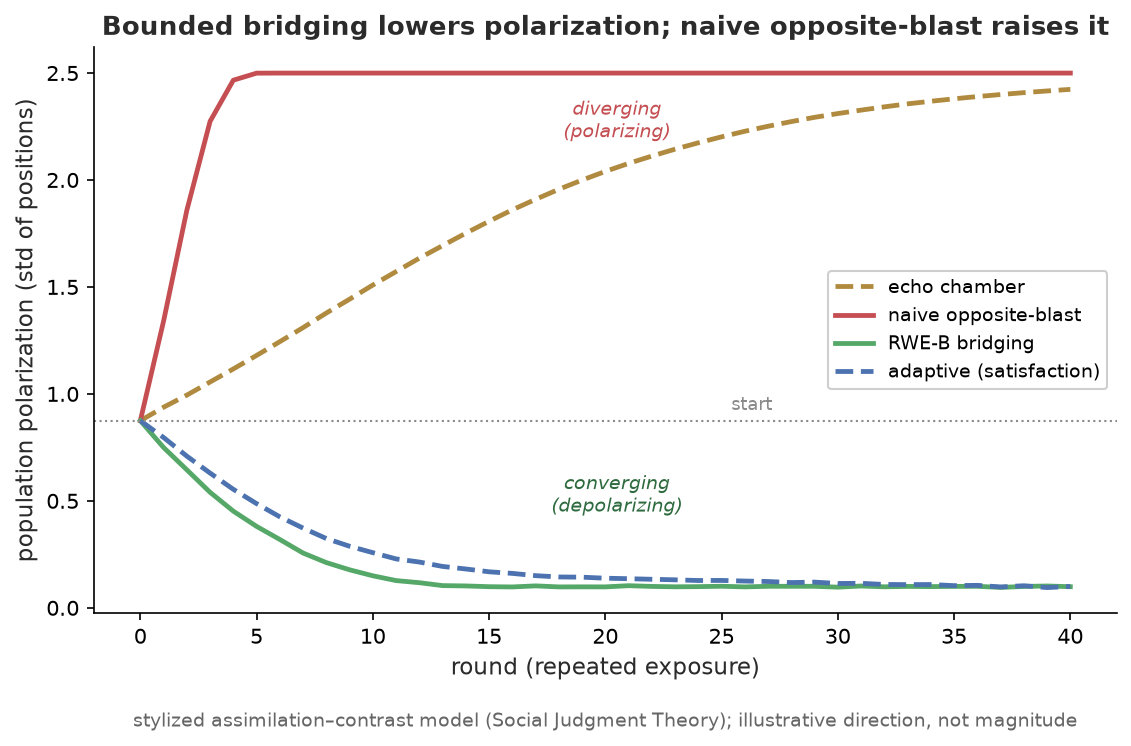 Bounded bridging lowers polarization; naive opposite-blast raises it
population polarization (std of positions)
2.5
2.0
1.5
1.0
0.5
0.0
diverging
(polarizing)
echo chamber
naive opposite-blast
RWE-B bridging
adaptive (satisfaction)
start
converging
(depolarizing)
0 5 10 15 20 25 30 35 40
round (repeated exposure)
stylized assimilation–contrast model (Social Judgment Theory); illustrative direction, not magnitude